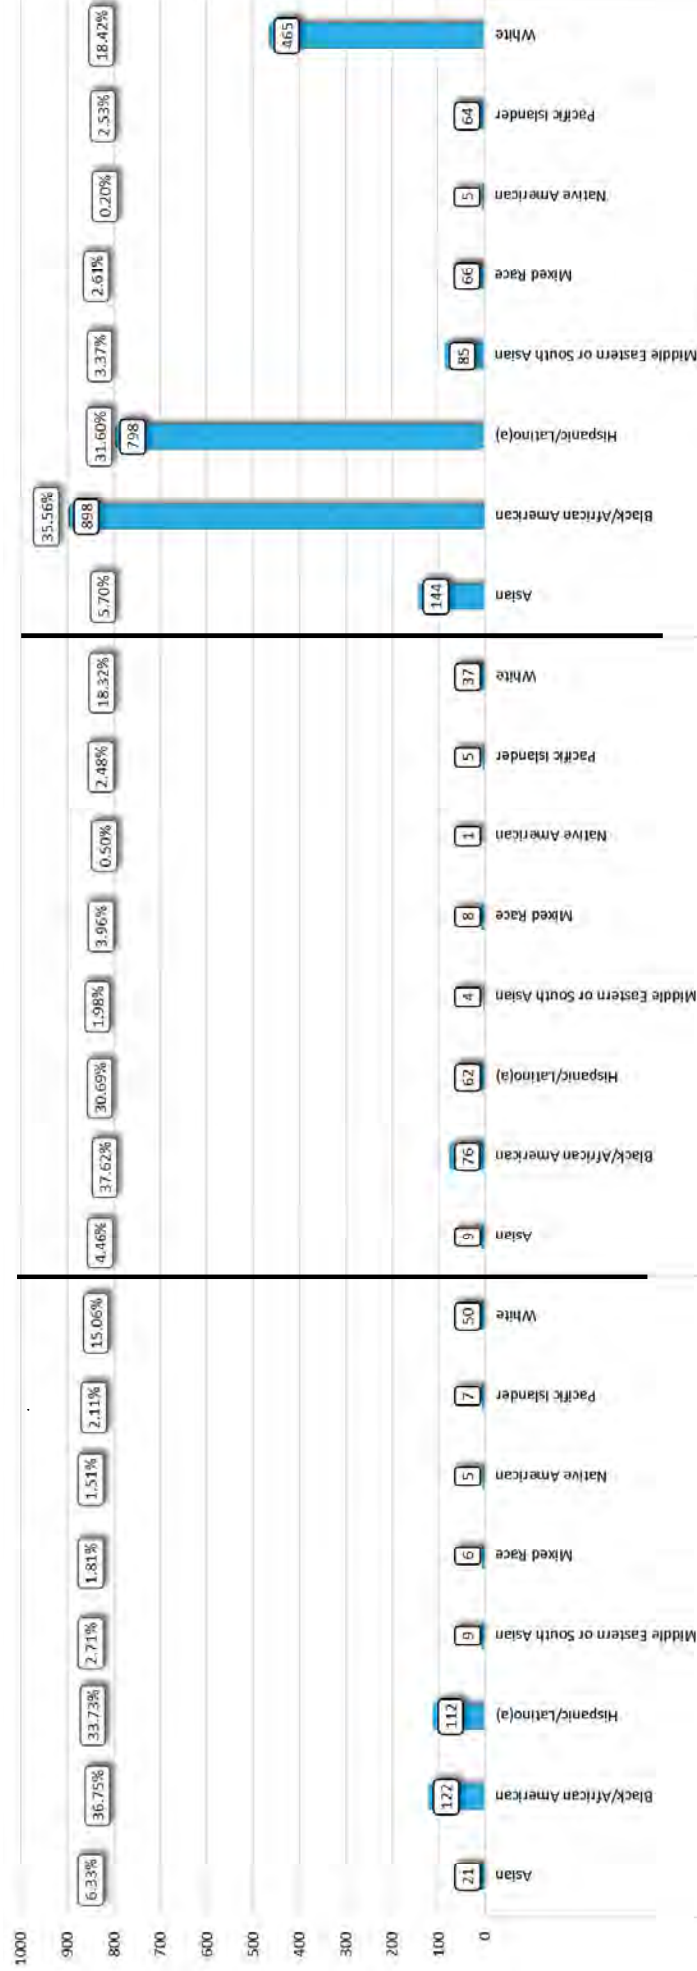 1000
900
800
700
600
500
400
300
200
100
0
6.33%
36.75%
33.73%
2.71%
1.81%
1.51%
2.11%
15.06%
4.46%
37.62%
30.69%
1.98%
3.96%
0.50%
2.48%
18.32%
5.70%
35.56%
31.60%
3.37%
2.61%
0.20%
2.53%
18.42%
21
122
112
9
6
5
7
50
9
76
62
4
8
1
5
37
144
898
798
85
66
5
64
465
Asian
Black/African American
Hispanic/Latino(a)
Middle Eastern or South Asian
Mixed Race
Native American
Pacific Islander
White
Asian
Black/African American
Hispanic/Latino(a)
Middle Eastern or South Asian
Mixed Race
Native American
Pacific Islander
White
Asian
Black/African American
Hispanic/Latino(a)
Middle Eastern or South Asian
Mixed Race
Native American
Pacific Islander
White